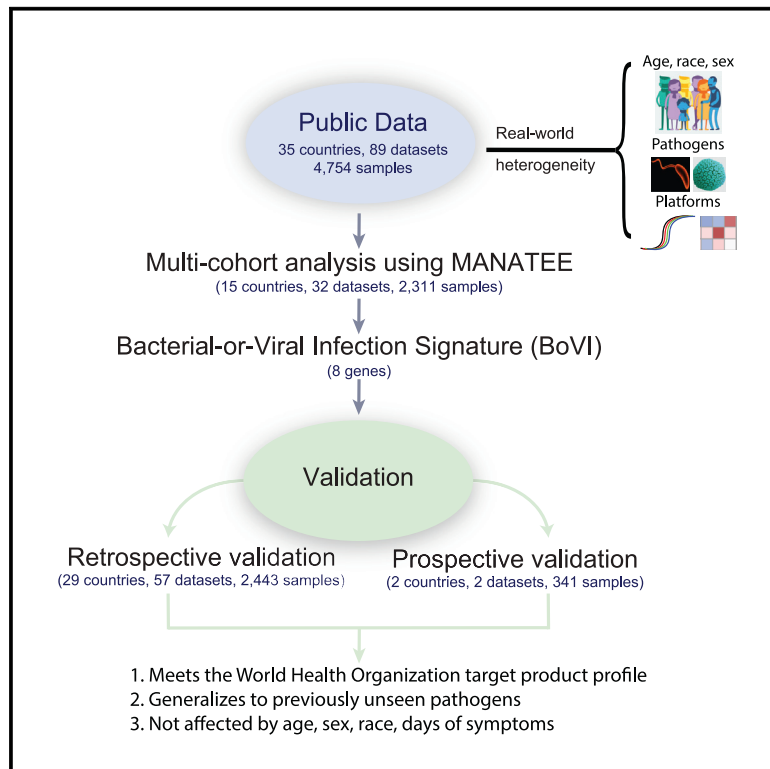 Public Data
35 countries, 89 datasets
4,754 samples
Real-world
heterogeneity
Age, race, sex
Pathogens
Platforms
Multi-cohort analysis using MANATEE
(15 countries, 32 datasets, 2,311 samples)
Bacterial-or-Viral Infection Signature (BoVI)
(8 genes)
Validation
Retrospective validation
(29 countries, 57 datasets, 2,443 samples)
Prospective validation
(2 countries, 2 datasets, 341 samples)
1. Meets the World Health Organization target product profile
2. Generalizes to previously unseen pathogens
3. Not affected by age, sex, race, days of symptoms